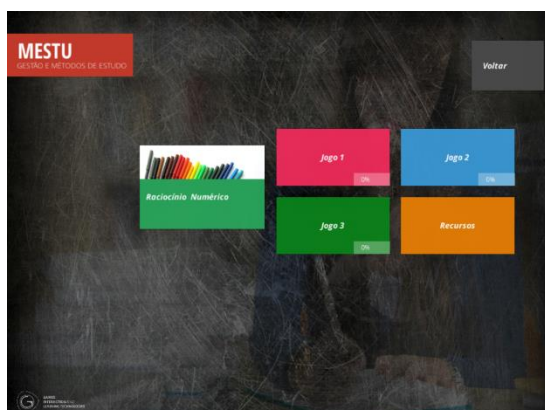 MESTU
GESTÃO E MÉTODOS DE ESTUDO
Voltar
Raciocínio Numérico
Jogo 1
0%
Jogo 2
0%
Jogo 3
0%
Recursos